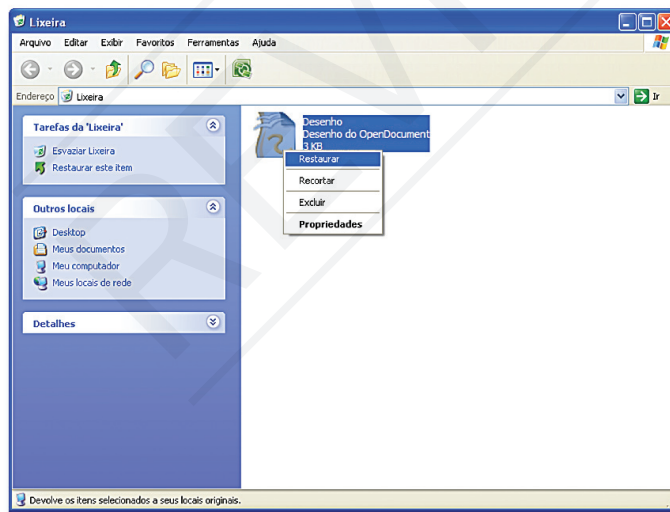 Lixeira
Arquivo Editar Exibir Favoritos Ferramentas Ajuda
Endereço Lixeira Ir
Tarefas da 'Lixeira'
Esvaziar Lixeira
Restaurar este item
Outros locais
Desktop
Meus documentos
Meu computador
Meus locais de rede
Detalhes
Desenho
Desenho do OpenDocument
3 KB
Restaurar
Recortar
Excluir
Propriedades
Devolve os itens selecionados a seus locais originais.